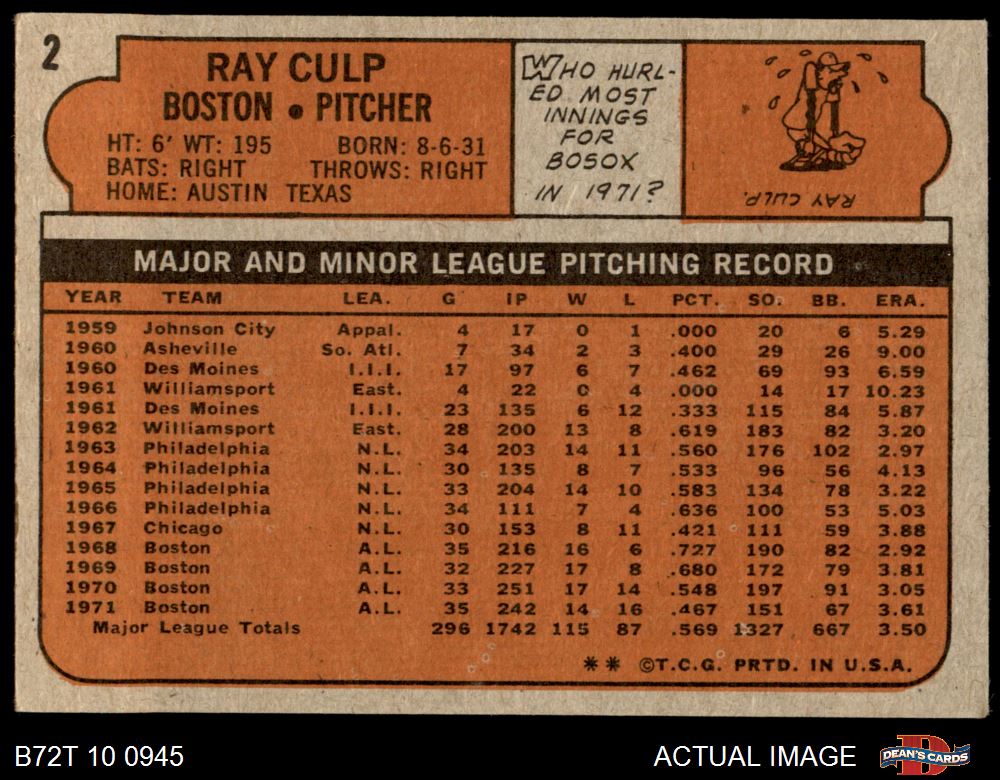 2
RAY CULP
BOSTON • PITCHER
HT: 6' WT: 195 BORN: 8-6-31
BATS: RIGHT THROWS: RIGHT
HOME: AUSTIN TEXAS
WHO HURL-
ED MOST
INNINGS
FOR
BOSOX
IN 1971?
RAY CULP.
MAJOR AND MINOR LEAGUE PITCHING RECORD
YEAR TEAM LEA. G IP W L PCT. SO. BB. ERA.
1959 Johnson City Appal. 4 17 0 1 .000 20 6 5.29
1960 Asheville So. Atl. 7 34 2 3 .400 29 26 9.00
1960 Des Moines I.I.I. 17 97 6 7 .462 69 93 6.59
1961 Williamsport East. 4 22 0 4 .000 14 17 10.23
1961 Des Moines I.I.I. 23 135 6 12 .333 115 84 5.87
1962 Williamsport East. 28 200 13 8 .619 183 82 3.20
1963 Philadelphia N.L. 34 203 14 11 .560 176 102 2.97
1964 Philadelphia N.L. 30 135 8 7 .533 96 56 4.13
1965 Philadelphia N.L. 33 204 14 10 .583 134 78 3.22
1966 Philadelphia N.L. 34 111 7 4 .636 100 53 5.03
1967 Chicago N.L. 30 153 8 11 .421 111 59 3.88
1968 Boston A.L. 35 216 16 6 .727 190 82 2.92
1969 Boston A.L. 32 227 17 8 .680 172 79 3.81
1970 Boston A.L. 33 251 17 14 .548 197 91 3.05
1971 Boston A.L. 35 242 14 16 .467 151 67 3.61
Major League Totals 296 1742 115 87 .569 1327 667 3.50
** ©T.C.G. PRTD. IN U.S.A.
B72T 10 0945 ACTUAL IMAGE
D
DEAN'S CARDS